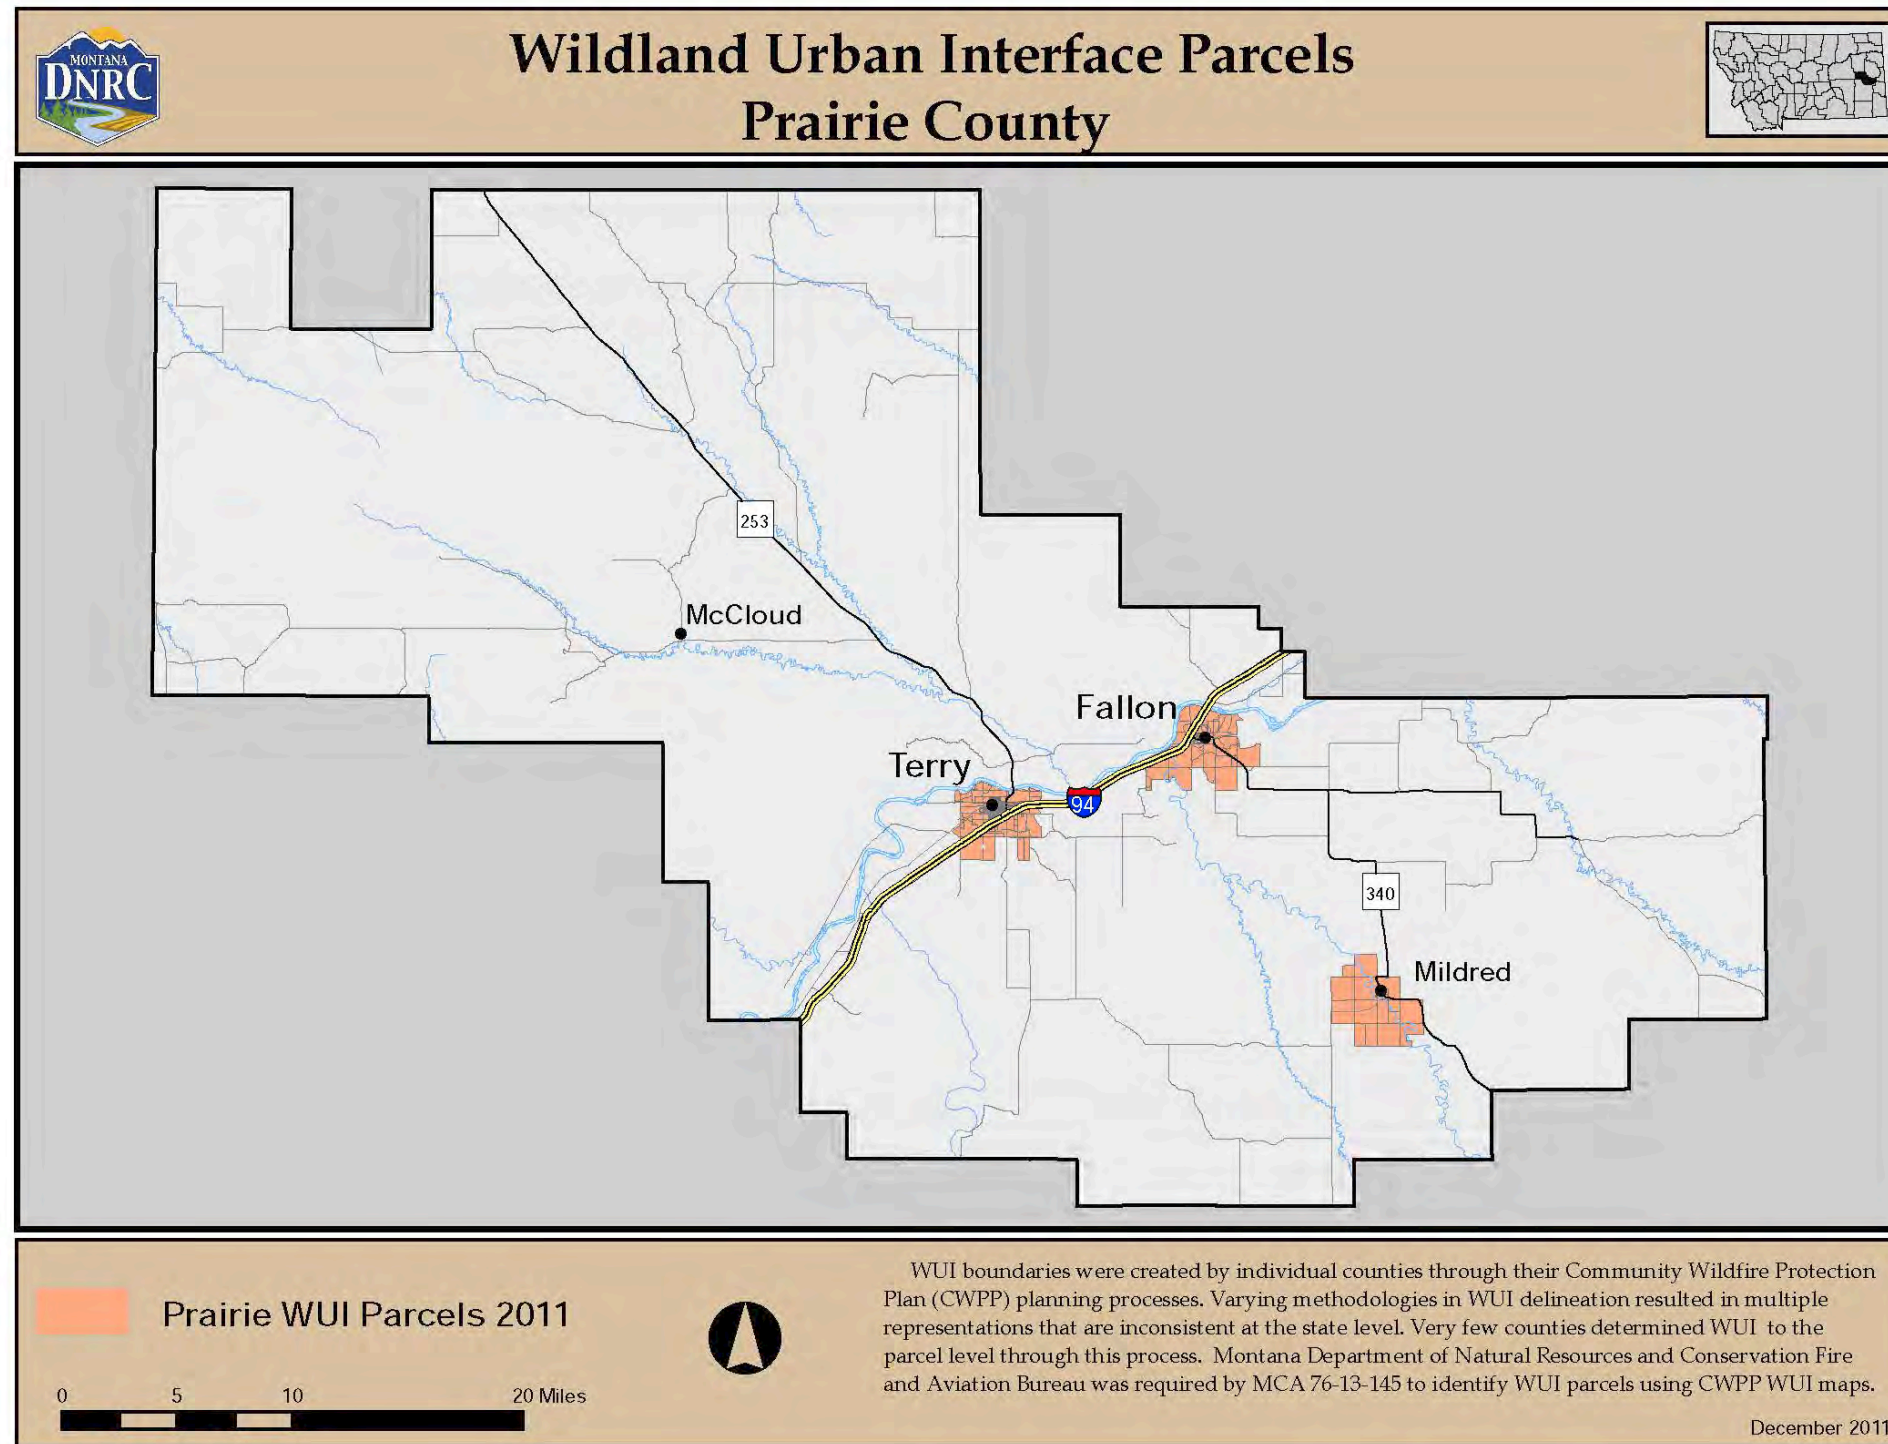 MONTANA
DNRC
Wildland Urban Interface Parcels
Prairie County
253
McCloud
Fallon
Terry
94
340
Mildred
Prairie WUI Parcels 2011
0 5 10 20 Miles
WUI boundaries were created by individual counties through their Community Wildfire Protection
Plan (CWPP) planning processes. Varying methodologies in WUI delineation resulted in multiple
representations that are inconsistent at the state level. Very few counties determined WUI to the
parcel level through this process. Montana Department of Natural Resources and Conservation Fire
and Aviation Bureau was required by MCA 76-13-145 to identify WUI parcels using CWPP WUI maps.
December 2011